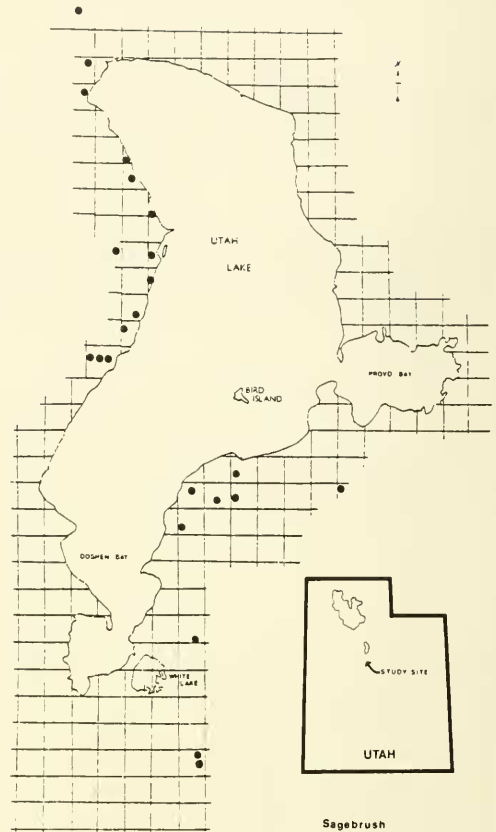 UTAH
LAKE
PROVO BAY
BIRD
ISLAND
GOSHEN BAY
WHITE
LAKE
STUDY SITE
UTAH
Sagebrush